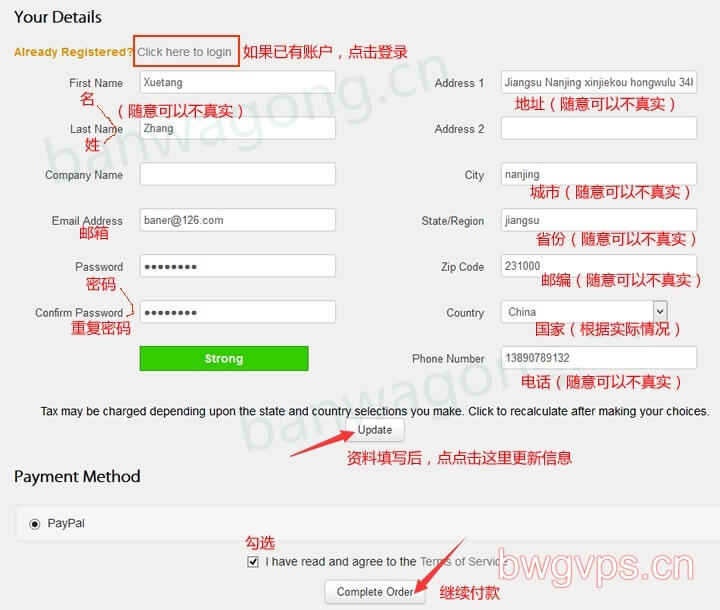 Your Details
Already Registered? Click here to login 如果已有账户，点击登录
First Name Xuetang
名
（随意可以不真实）
Last Name Zhang
姓
Company Name
Email Address baner@126.com
邮箱
Password ●●●●●●●●
密码
Confirm Password ●●●●●●●●
重复密码
Strong
Address 1 Jiangsu Nanjing xinjiekou hongwulu 34
地址（随意可以不真实）
Address 2
City nanjing
城市（随意可以不真实）
State/Region jiangsu
省份（随意可以不真实）
Zip Code 231000
邮编（随意可以不真实）
Country China
国家（根据实际情况）
Phone Number 13890789132
电话（随意可以不真实）
Tax may be charged depending upon the state and country selections you make. Click to recalculate after making your choices.
Update
资料填写后，点点击这里更新信息
Payment Method
PayPal
勾选
I have read and agree to the Terms of Service
Complete Order 继续付款
banwagong.cn
banwagong.cn
bwgvps.cn